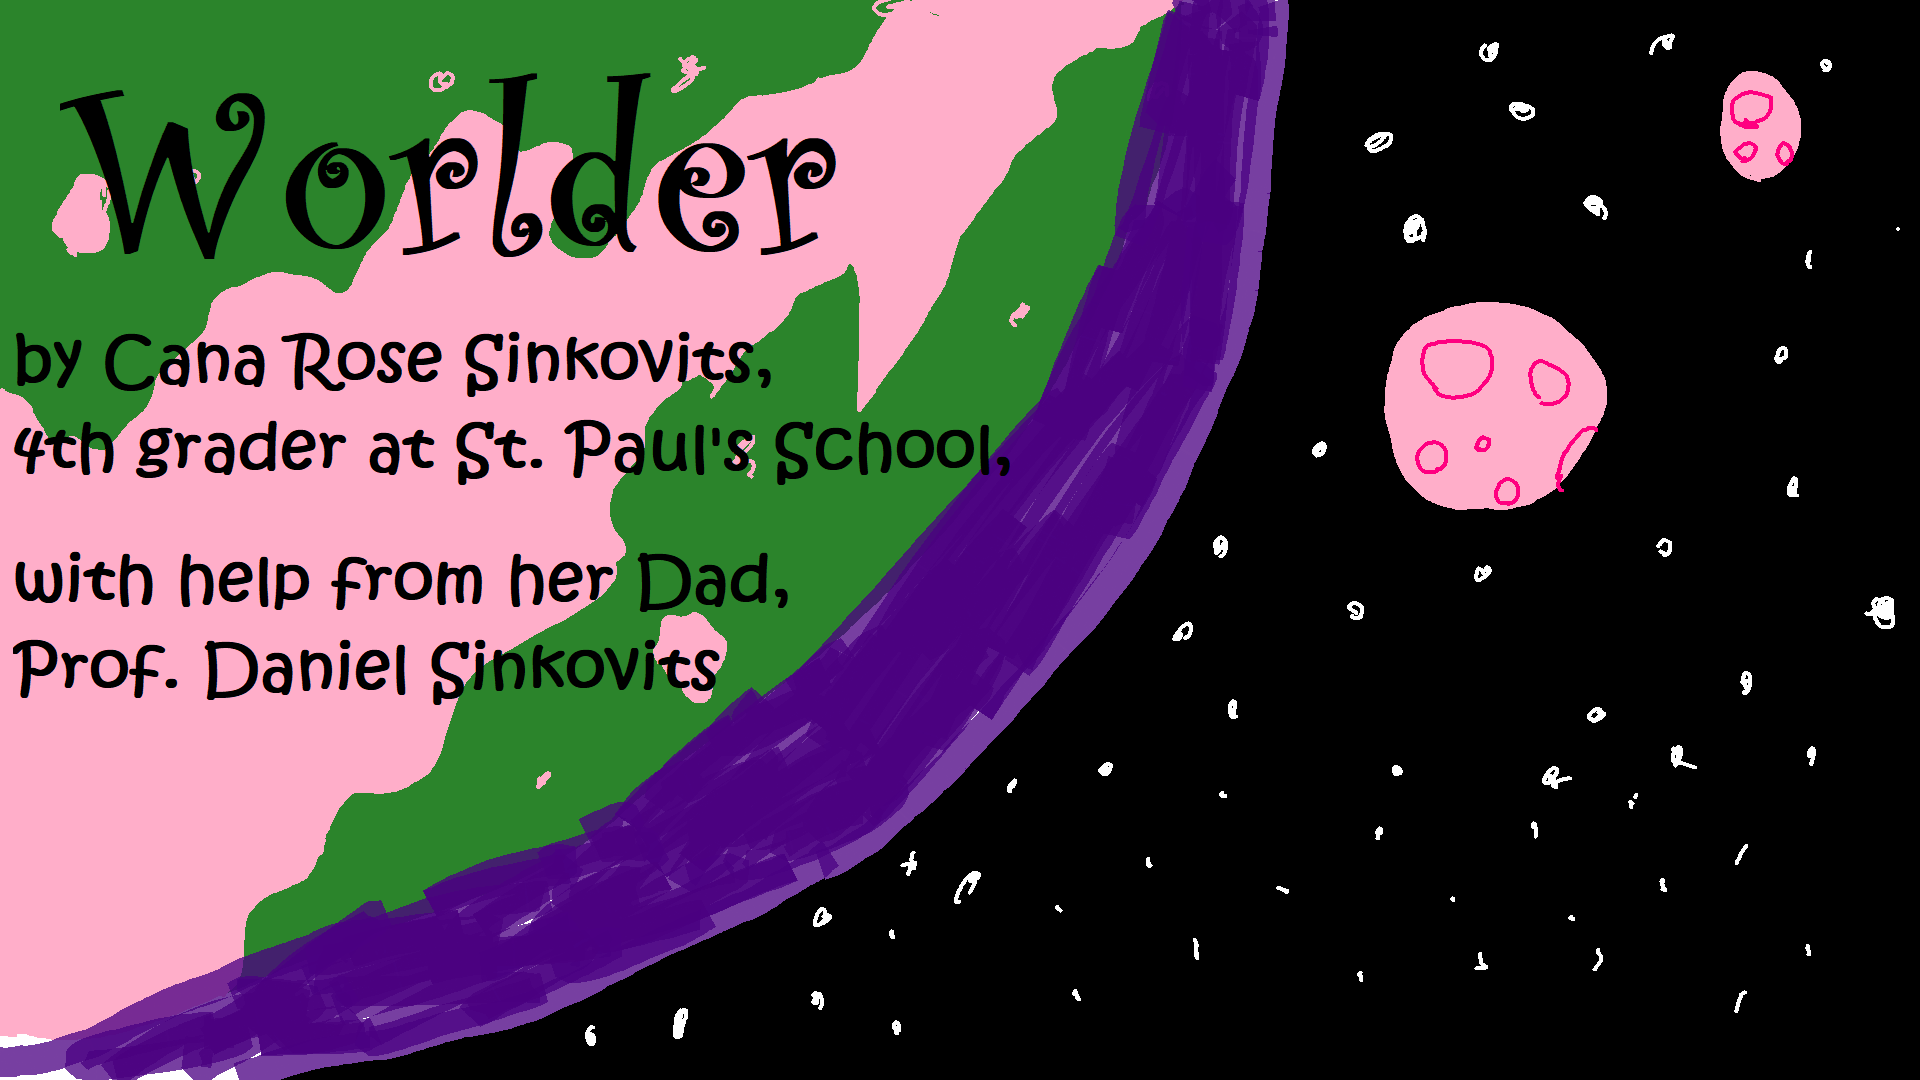 Worlder
by Cana Rose Sinkovits,
4th grader at St. Paul's School,
with help from her Dad,
Prof. Daniel Sinkovits